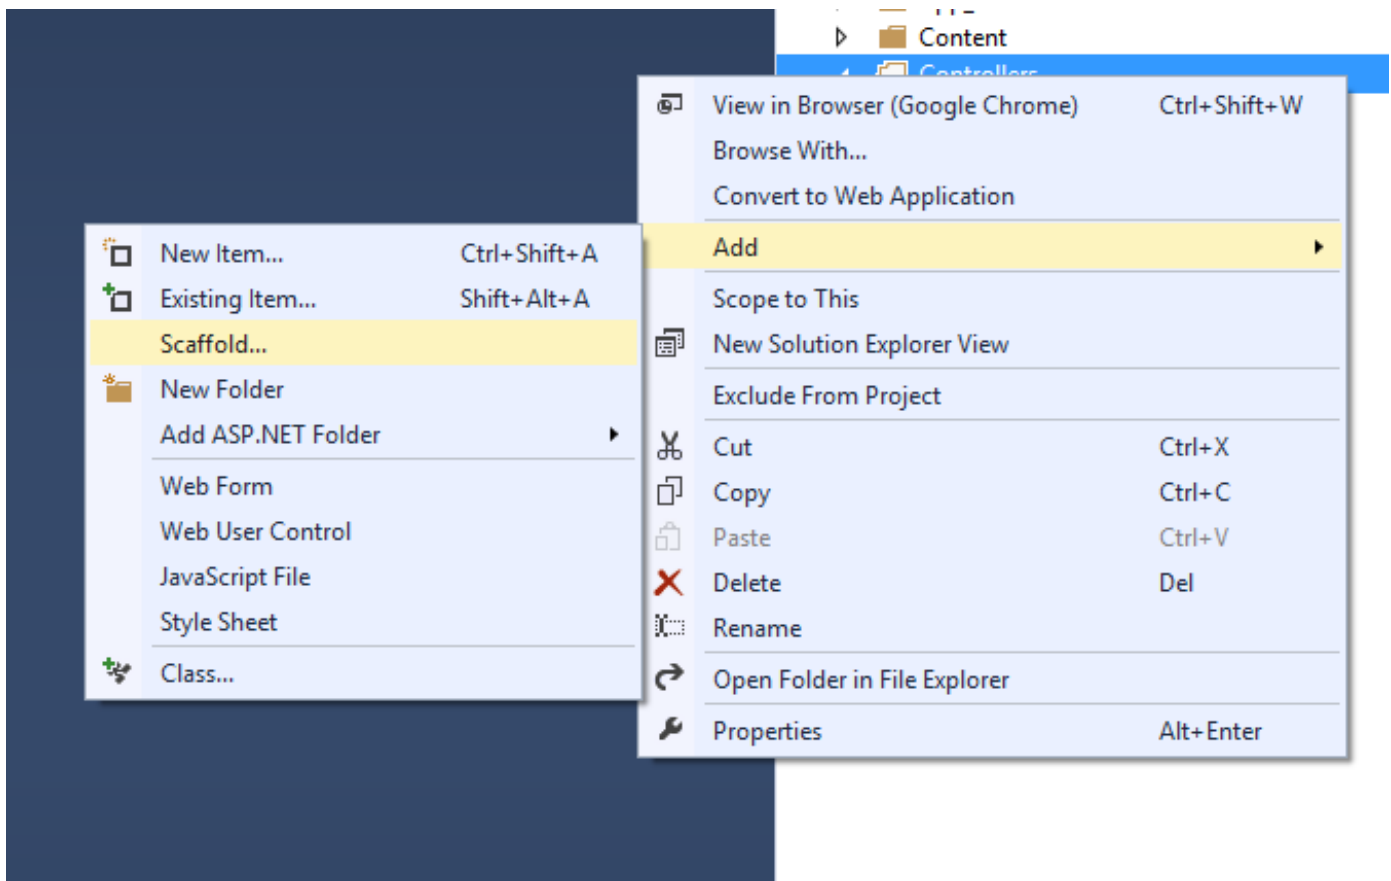 Content
Controllers
View in Browser (Google Chrome) Ctrl+Shift+W
Browse With...
Convert to Web Application
Add
Scope to This
New Solution Explorer View
Exclude From Project
Cut Ctrl+X
Copy Ctrl+C
Paste Ctrl+V
Delete Del
Rename
Open Folder in File Explorer
Properties Alt+Enter
New Item... Ctrl+Shift+A
Existing Item... Shift+Alt+A
Scaffold...
New Folder
Add ASP.NET Folder
Web Form
Web User Control
JavaScript File
Style Sheet
Class...